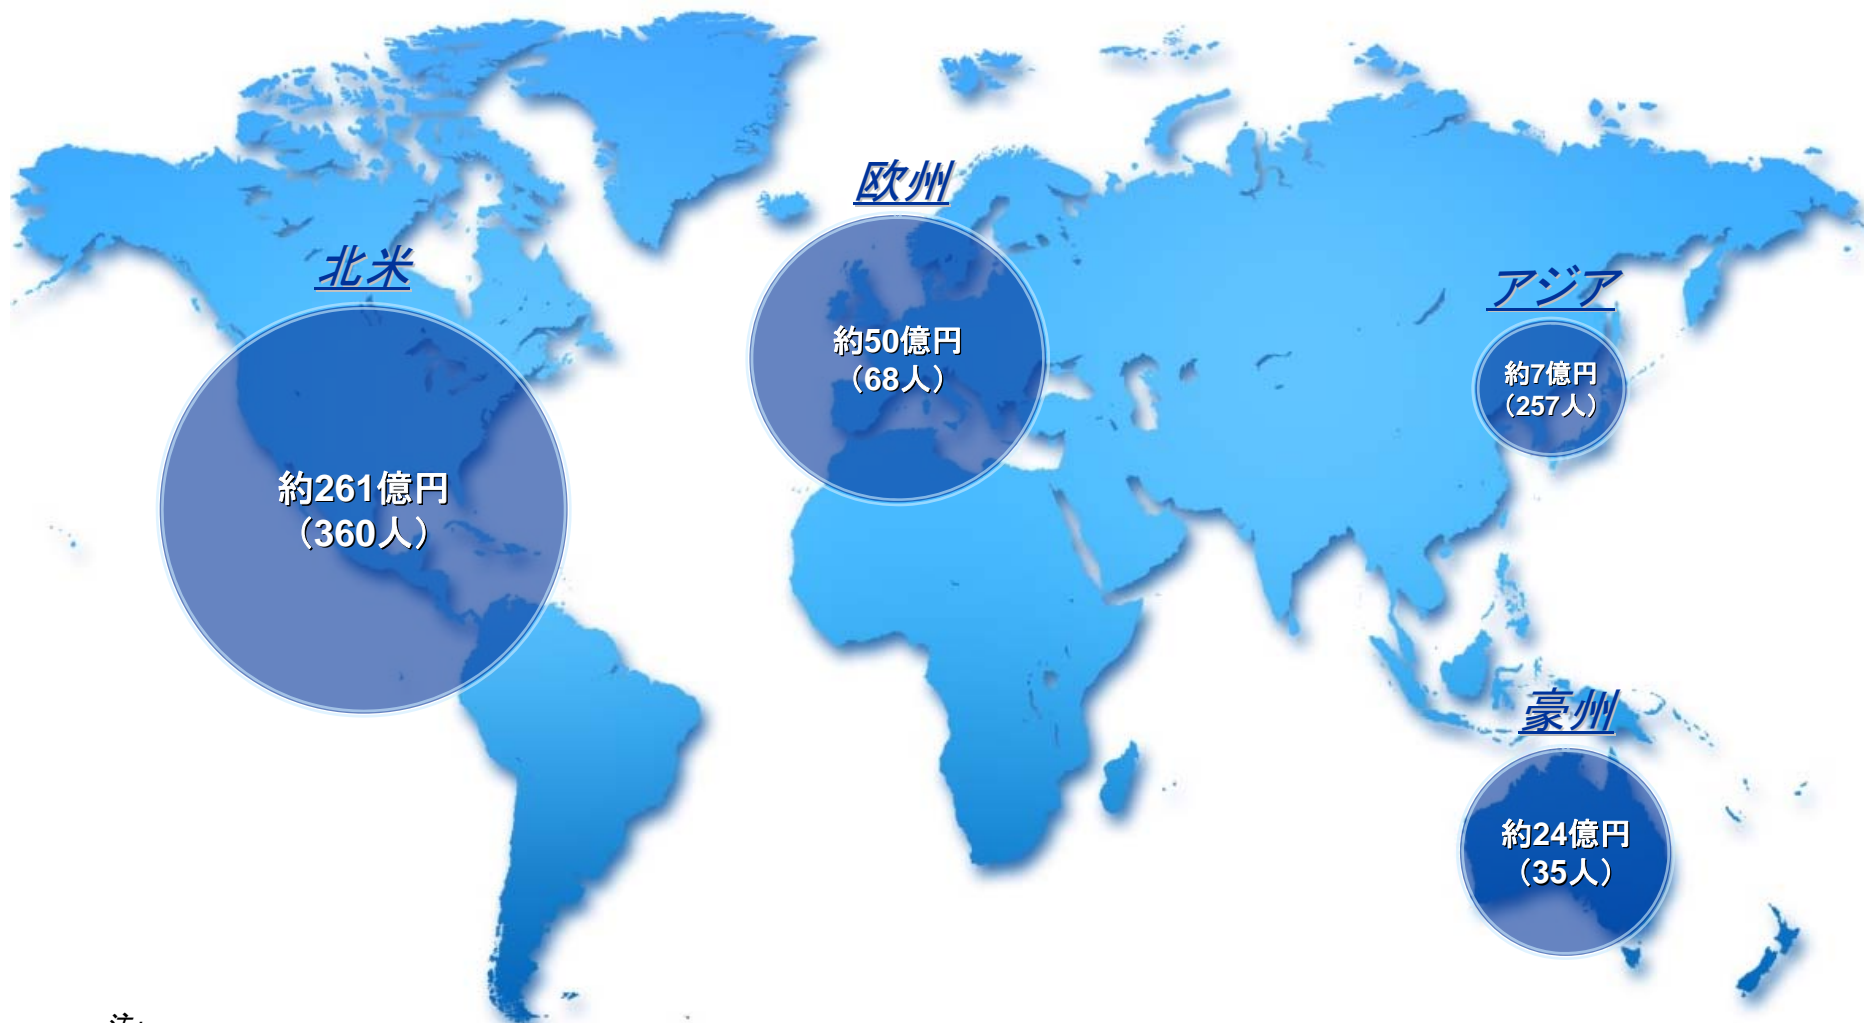 欧州
約50億円
（68人）
北米
約261億円
（360人）
アジア
約7億円
（257人）
豪州
約24億円
（35人）
注: